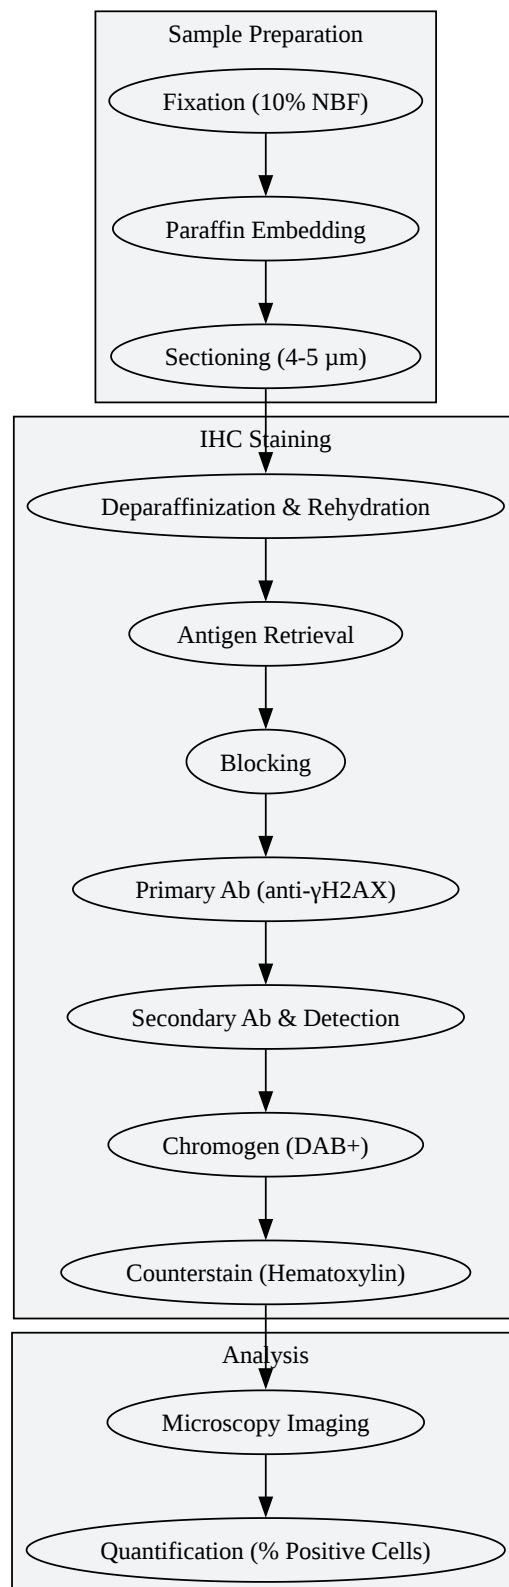 Sample Preparation
Fixation (10% NBF)
Paraffin Embedding
Sectioning (4-5 µm)
IHC Staining
Deparaffinization & Rehydration
Antigen Retrieval
Blocking
Primary Ab (anti-γH2AX)
Secondary Ab & Detection
Chromogen (DAB+)
Counterstain (Hematoxylin)
Analysis
Microscopy Imaging
Quantification (% Positive Cells)